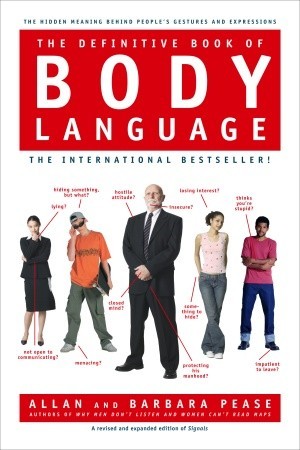 THE HIDDEN MEANING BEHIND PEOPLE'S GESTURES AND EXPRESSIONS
THE DEFINITIVE BOOK OF
BODY
LANGUAGE
THE INTERNATIONAL BESTSELLER!
lying?
hiding something,
but what?
hostile
attitude?
insecure?
losing interest?
thinks
you're
stupid?
closed
mind?
some-
thing to
hide?
not open to
communicating?
menacing?
protecting
his
manhood?
impatient
to leave?
ALLAN AND BARBARA PEASE
AUTHORS OF WHY MEN DON'T LISTEN AND WOMEN CAN'T READ MAPS
A revised and expanded edition of Signals